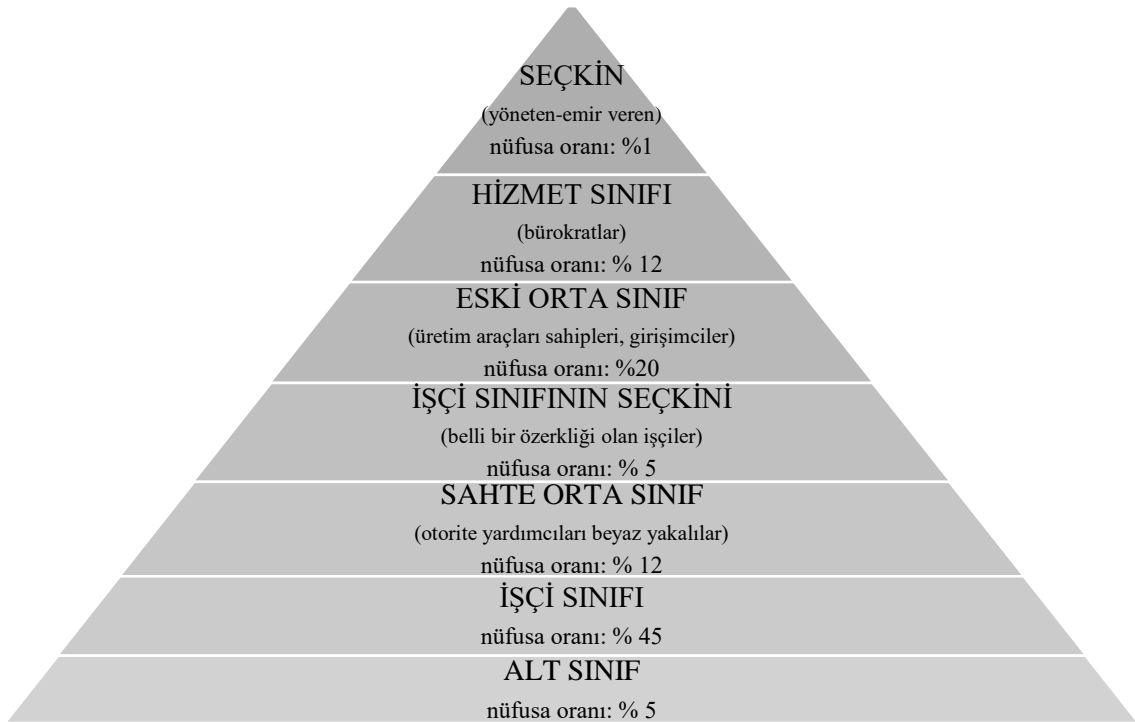 SEÇKİN
(yöneten-emir veren)
nüfusa oranı: %1
HİZMET SINIFI
(bürokratlar)
nüfusa oranı: % 12
ESKİ ORTA SINIF
(üretim araçları sahipleri, girişimciler)
nüfusa oranı: %20
İŞÇİ SINIFININ SEÇKİNİ
(belli bir özerkliği olan işçiler)
nüfusa oranı: % 5
SAHTE ORTA SINIF
(otorite yardımcıları beyaz yakalılar)
nüfusa oranı: % 12
İŞÇİ SINIFI
nüfusa oranı: % 45
ALT SINIF
nüfusa oranı: % 5